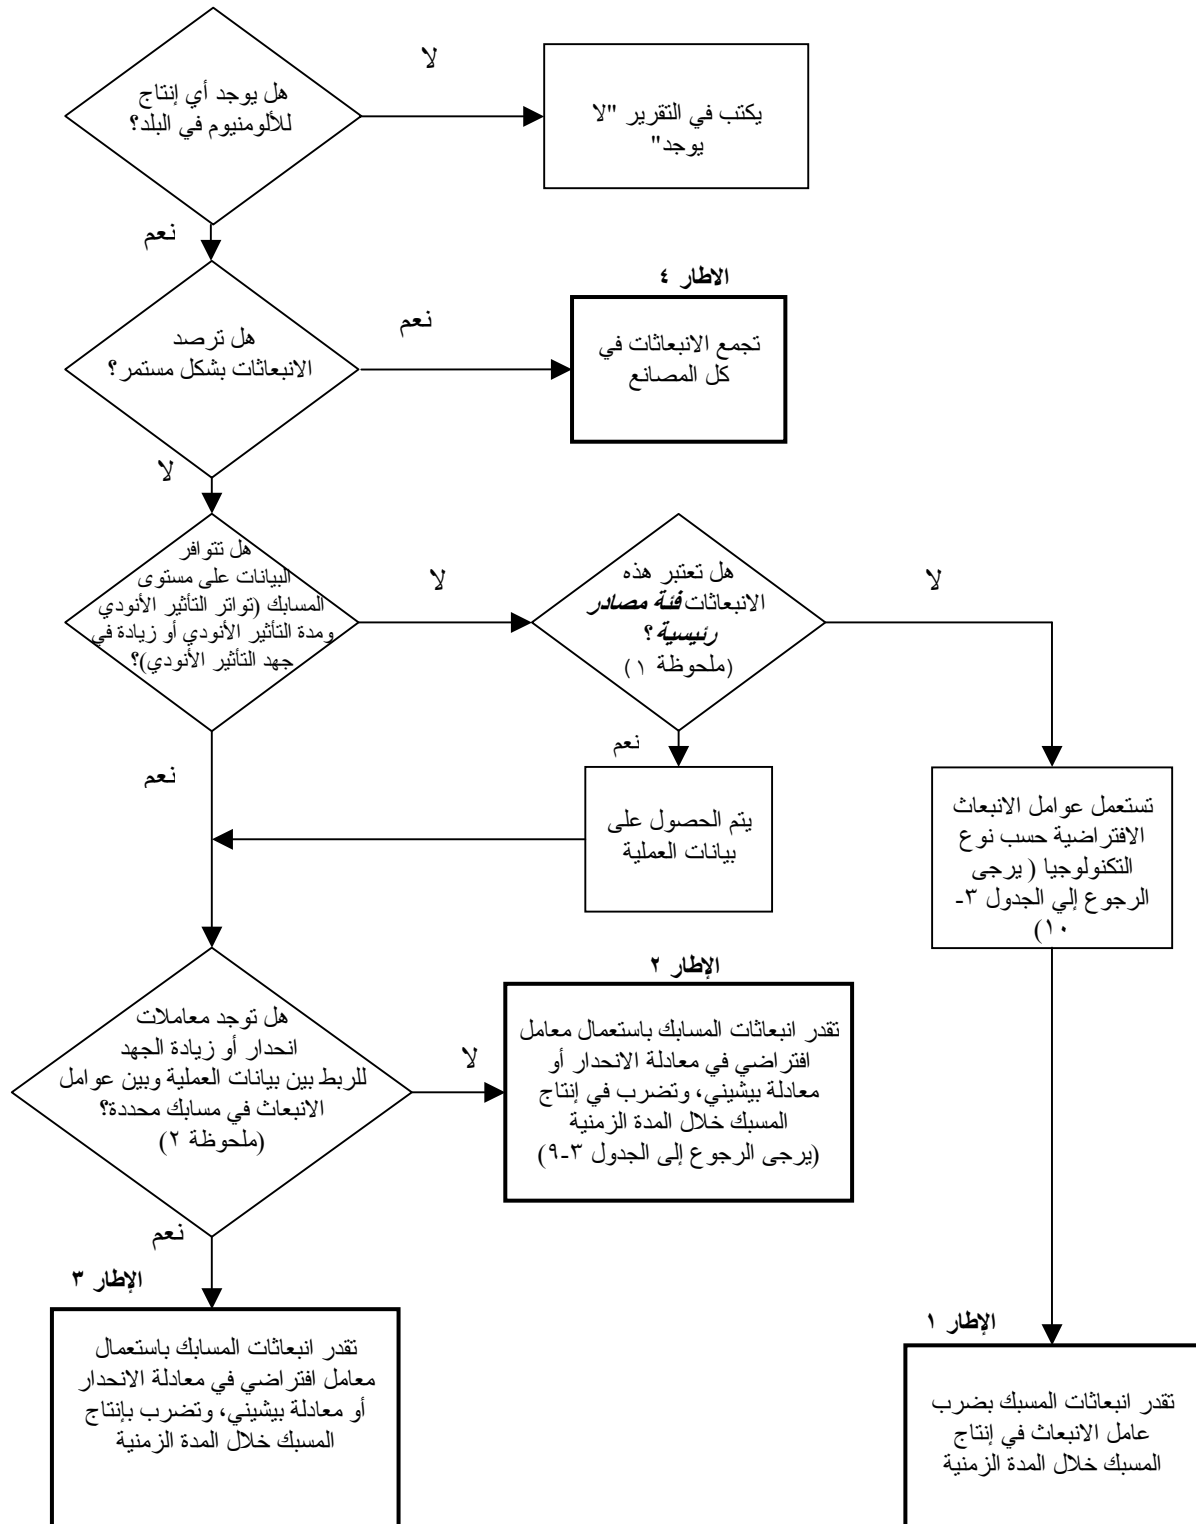 هل يوجد أي إنتاج
للألومنيوم في البلد؟
لا
يكتب في التقرير "لا
يوجد"
نعم
الاطار ٤
هل ترصد
الانبعاثات بشكل مستمر؟
نعم
تجمع الانبعاثات في
كل المصانع
لا
هل تتوافر
البيانات على مستوى
المسابك (تواتر التأثير الأنودي
ومدة التأثير الأنودي أو زيادة في
جهد التأثير الأنودي)؟
لا
هل تعتبر هذه
الانبعاثات فئة مصادر
رئيسية؟
(ملحوظة ١)
لا
نعم
نعم
يتم الحصول على
بيانات العملية
تستعمل عوامل الانبعاث
الافتراضية حسب نوع
التكنولوجيا ( يرجى
الرجوع إلي الجدول ٣-
١٠)
هل توجد معاملات
انحدار أو زيادة الجهد
للربط بين بيانات العملية وبين عوامل
الانبعاث في مسابك محددة؟
(ملحوظة ٢)
لا
الإطار ٢
تقدر انبعاثات المسابك باستعمال معامل
افتراضي في معادلة الانحدار أو
معادلة بيشيني، وتضرب في إنتاج
المسبك خلال المدة الزمنية
(يرجى الرجوع إلى الجدول ٣-٩)
نعم
الإطار ٣
تقدر انبعاثات المسابك باستعمال
معامل افتراضي في معادلة الانحدار
أو معادلة بيشيني، وتضرب بإنتاج
المسبك خلال المدة الزمنية
الإطار ١
تقدر انبعاثات المسبك بضرب
عامل الانبعاث في إنتاج
المسبك خلال المدة الزمنية